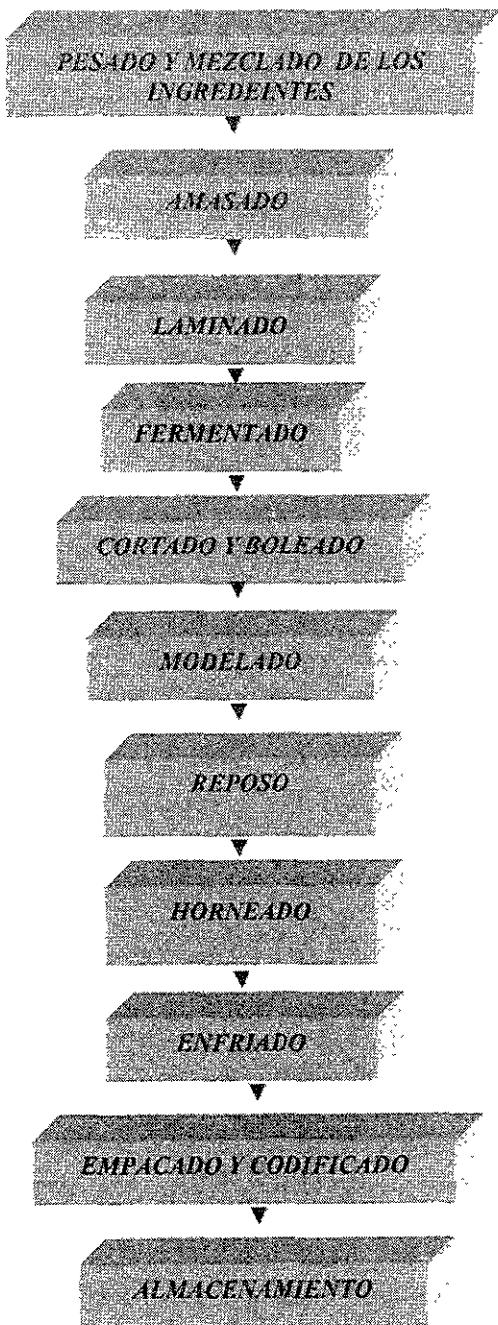 PESADO Y MEZCLADO DE LOS
INGREDEINTES
AMASADO
LAMINADO
FERMENTADO
CORTADO Y BOLEADO
MODELADO
REPOSO
HORNEADO
ENFRIADO
EMPACADO Y CODIFICADO
ALMACENAMIENTO